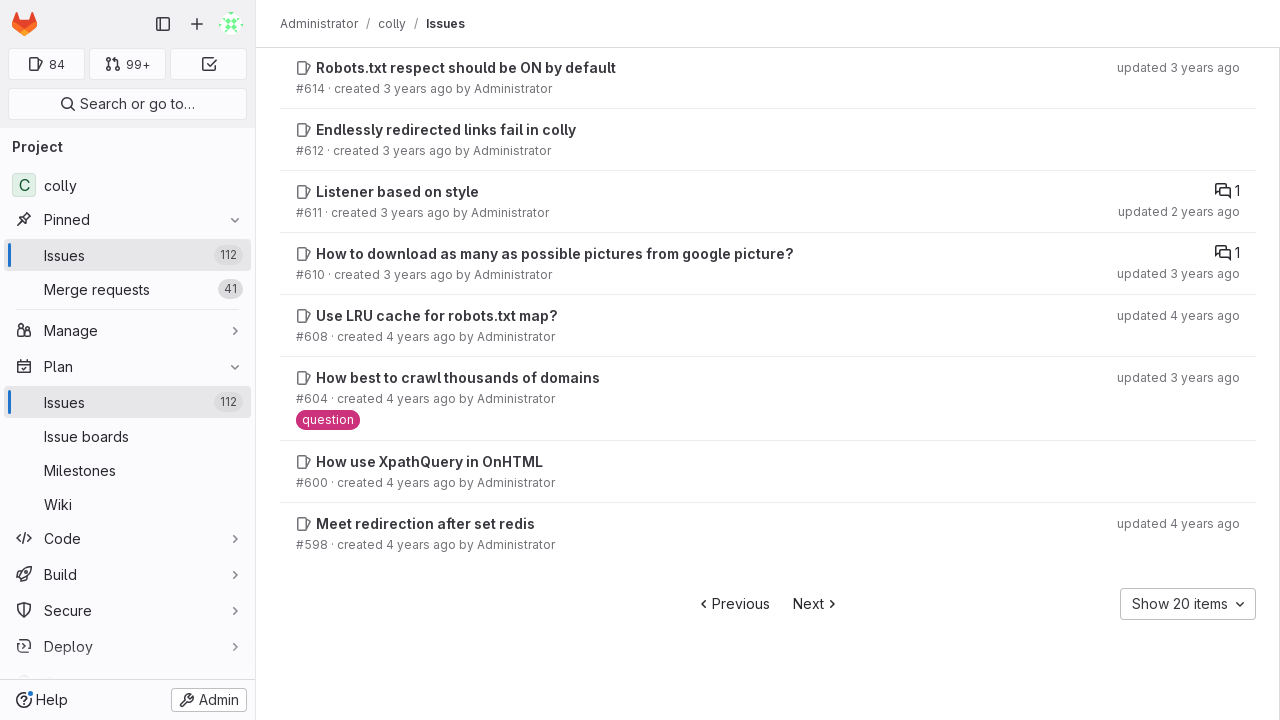 Administrator / colly / Issues
84
99+
Search or go to…
Project
C colly
Pinned
Issues 112
Merge requests 41
Manage
Plan
Issues 112
Issue boards
Milestones
Wiki
Code
Build
Secure
Deploy
Help
Admin
Robots.txt respect should be ON by default
updated 3 years ago
#614 · created 3 years ago by Administrator
Endlessly redirected links fail in colly
#612 · created 3 years ago by Administrator
Listener based on style
1
#611 · created 3 years ago by Administrator
updated 2 years ago
How to download as many as possible pictures from google picture?
1
#610 · created 3 years ago by Administrator
updated 3 years ago
Use LRU cache for robots.txt map?
updated 4 years ago
#608 · created 4 years ago by Administrator
How best to crawl thousands of domains
updated 3 years ago
#604 · created 4 years ago by Administrator
question
How use XpathQuery in OnHTML
#600 · created 4 years ago by Administrator
Meet redirection after set redis
updated 4 years ago
#598 · created 4 years ago by Administrator
Previous
Next
Show 20 items